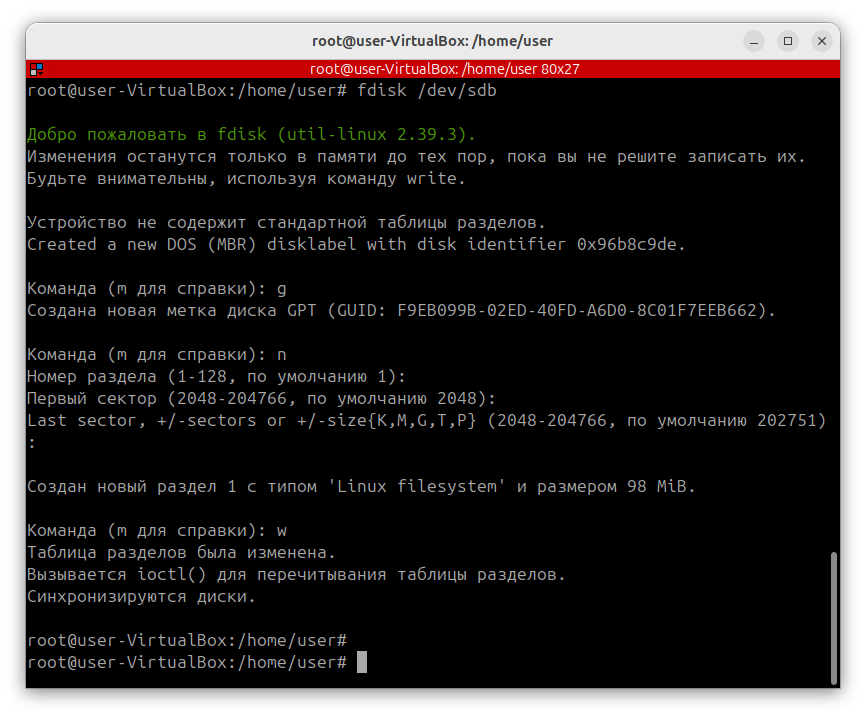 root@user-VirtualBox: /home/user
root@user-VirtualBox: /home/user 80x27
root@user-VirtualBox:/home/user# fdisk /dev/sdb
Добро пожаловать в fdisk (util-linux 2.39.3).
Изменения останутся только в памяти до тех пор, пока вы не решите записать их.
Будьте внимательны, используя команду write.
Устройство не содержит стандартной таблицы разделов.
Created a new DOS (MBR) disklabel with disk identifier 0x96b8c9de.
Команда (m для справки): g
Создана новая метка диска GPT (GUID: F9EB099B-02ED-40FD-A6D0-8C01F7EEB662).
Команда (m для справки): n
Номер раздела (1-128, по умолчанию 1):
Первый сектор (2048-204766, по умолчанию 2048):
Last sector, +/-sectors or +/-size{K,M,G,T,P} (2048-204766, по умолчанию 202751)
:
Создан новый раздел 1 с типом 'Linux filesystem' и размером 98 MiB.
Команда (m для справки): w
Таблица разделов была изменена.
Вызывается ioctl() для перечитывания таблицы разделов.
Синхронизируются диски.
root@user-VirtualBox:/home/user#
root@user-VirtualBox:/home/user#